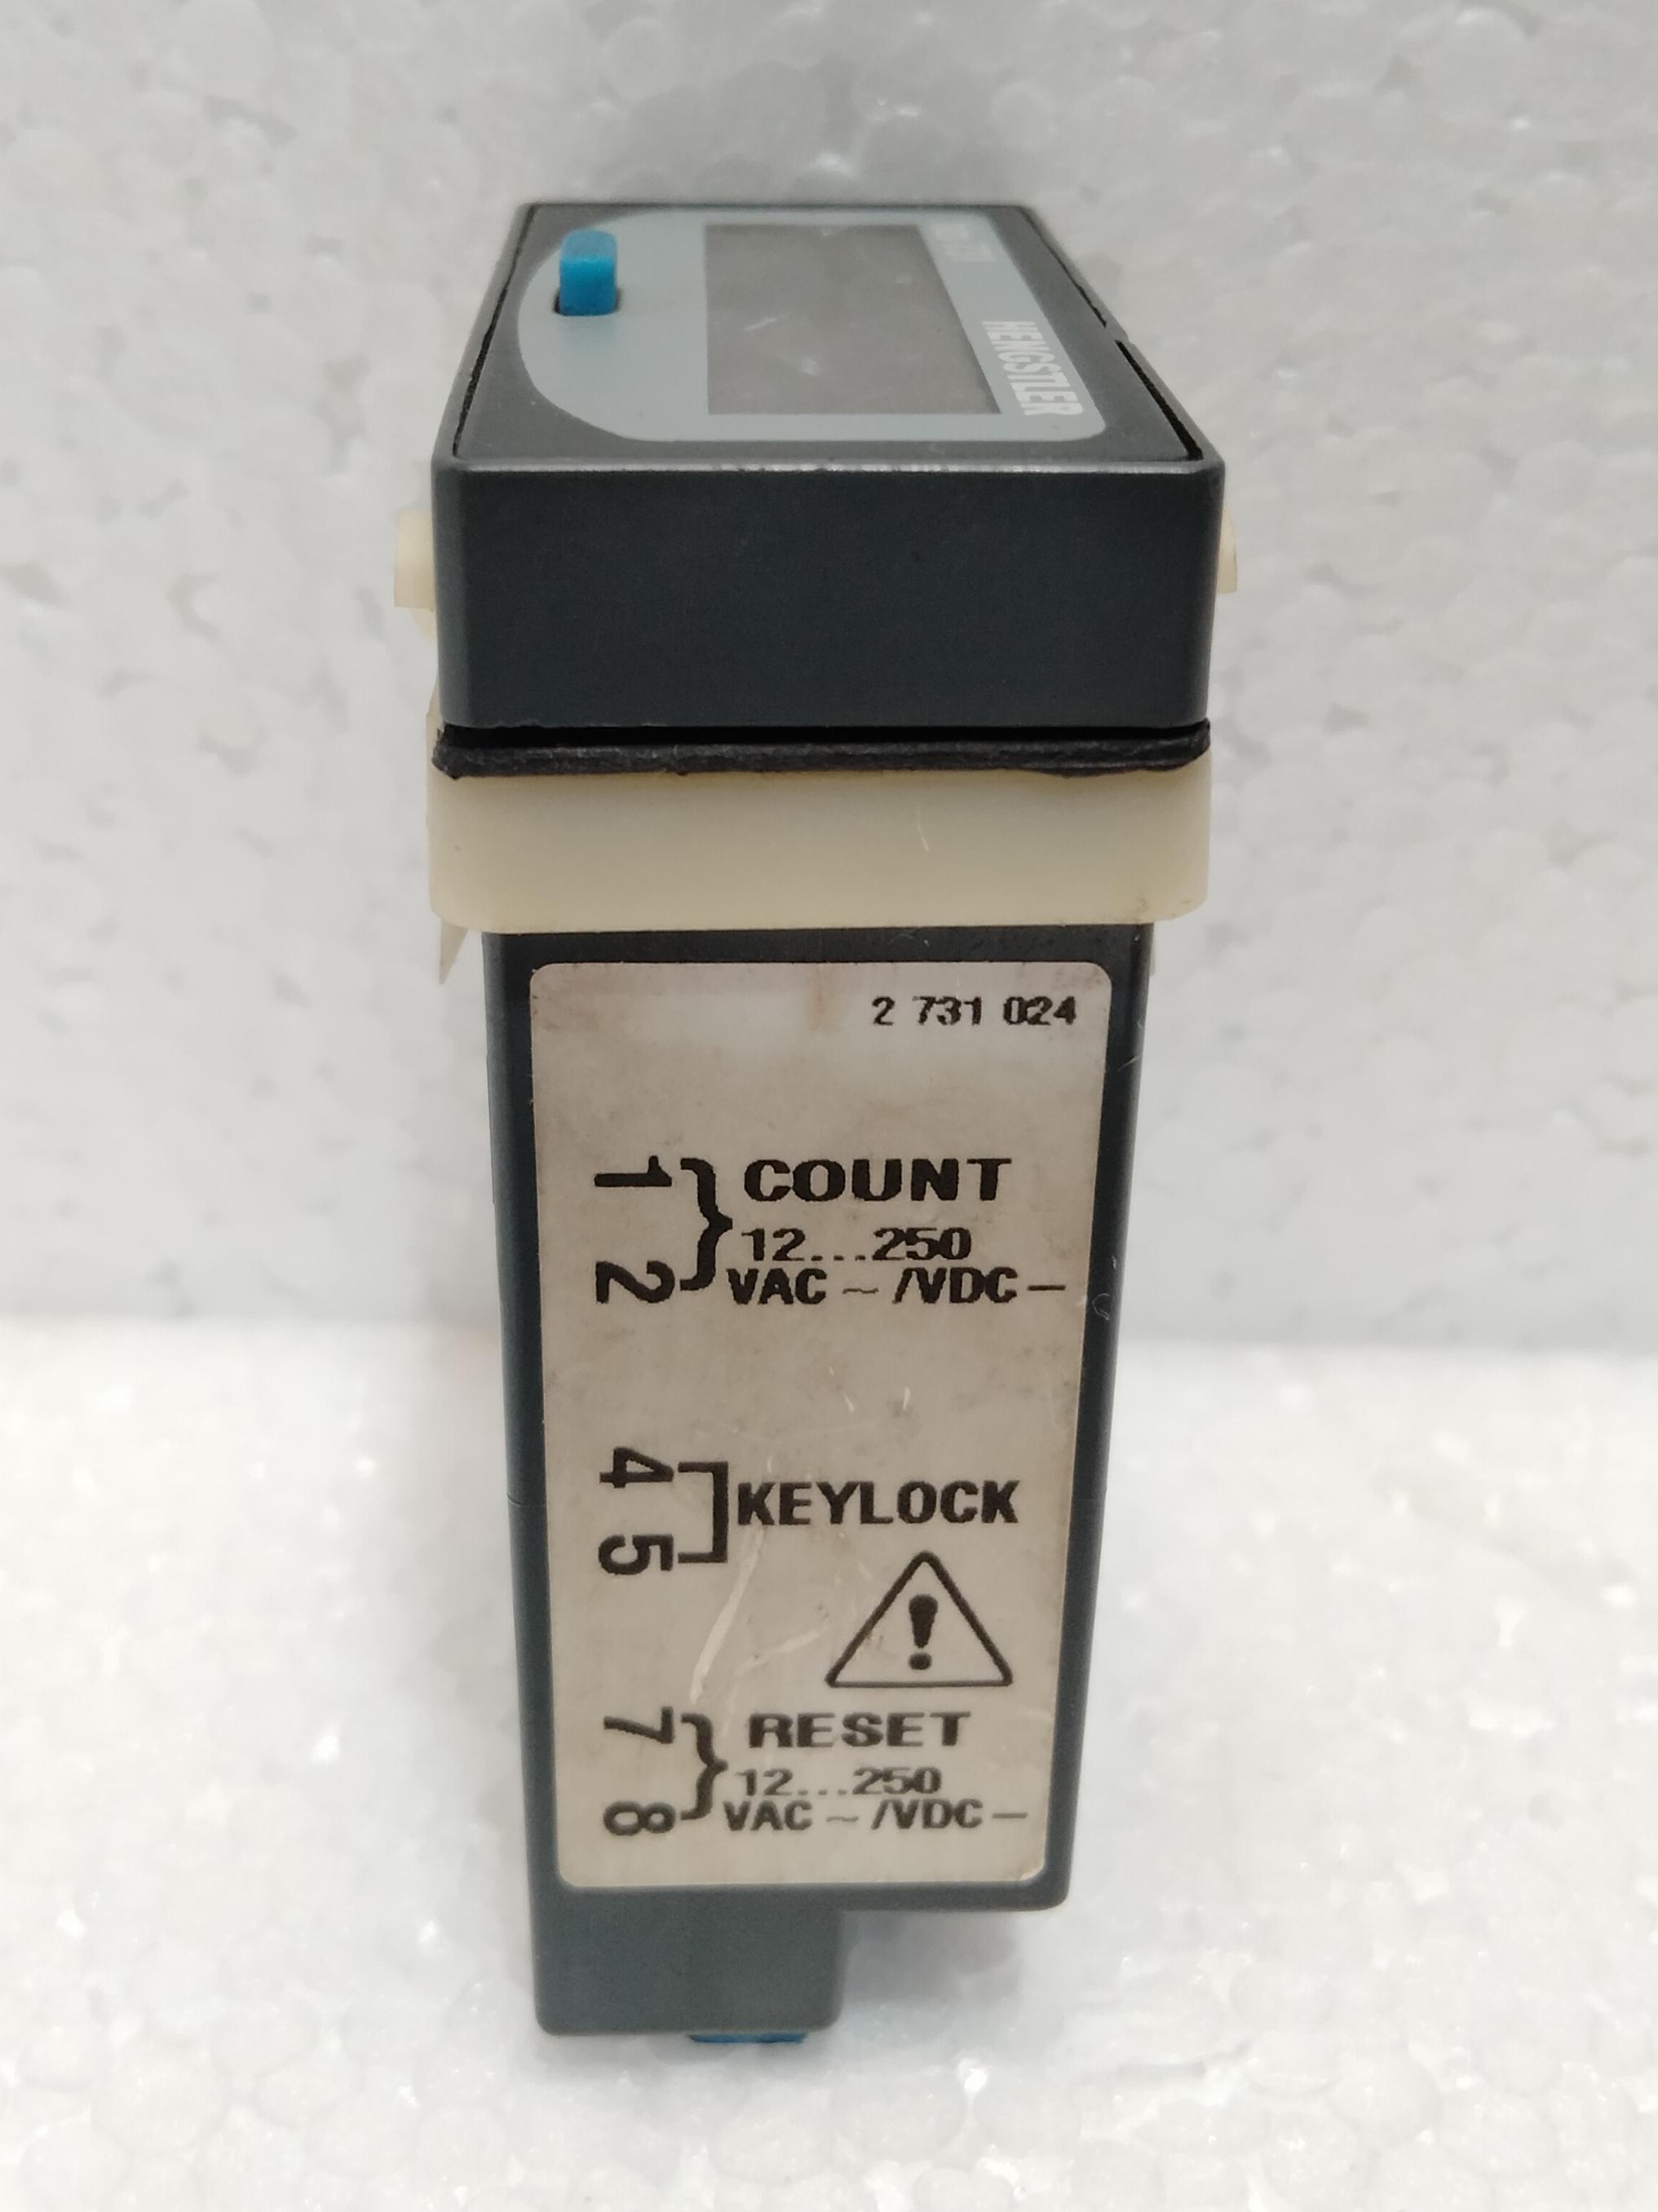 HENGSTLER
2 731 024
1 } COUNT
12...250
2 VAC ~ /VDC —
4
KEYLOCK
5
!
7 } RESET
12...250
8 VAC ~ /VDC —